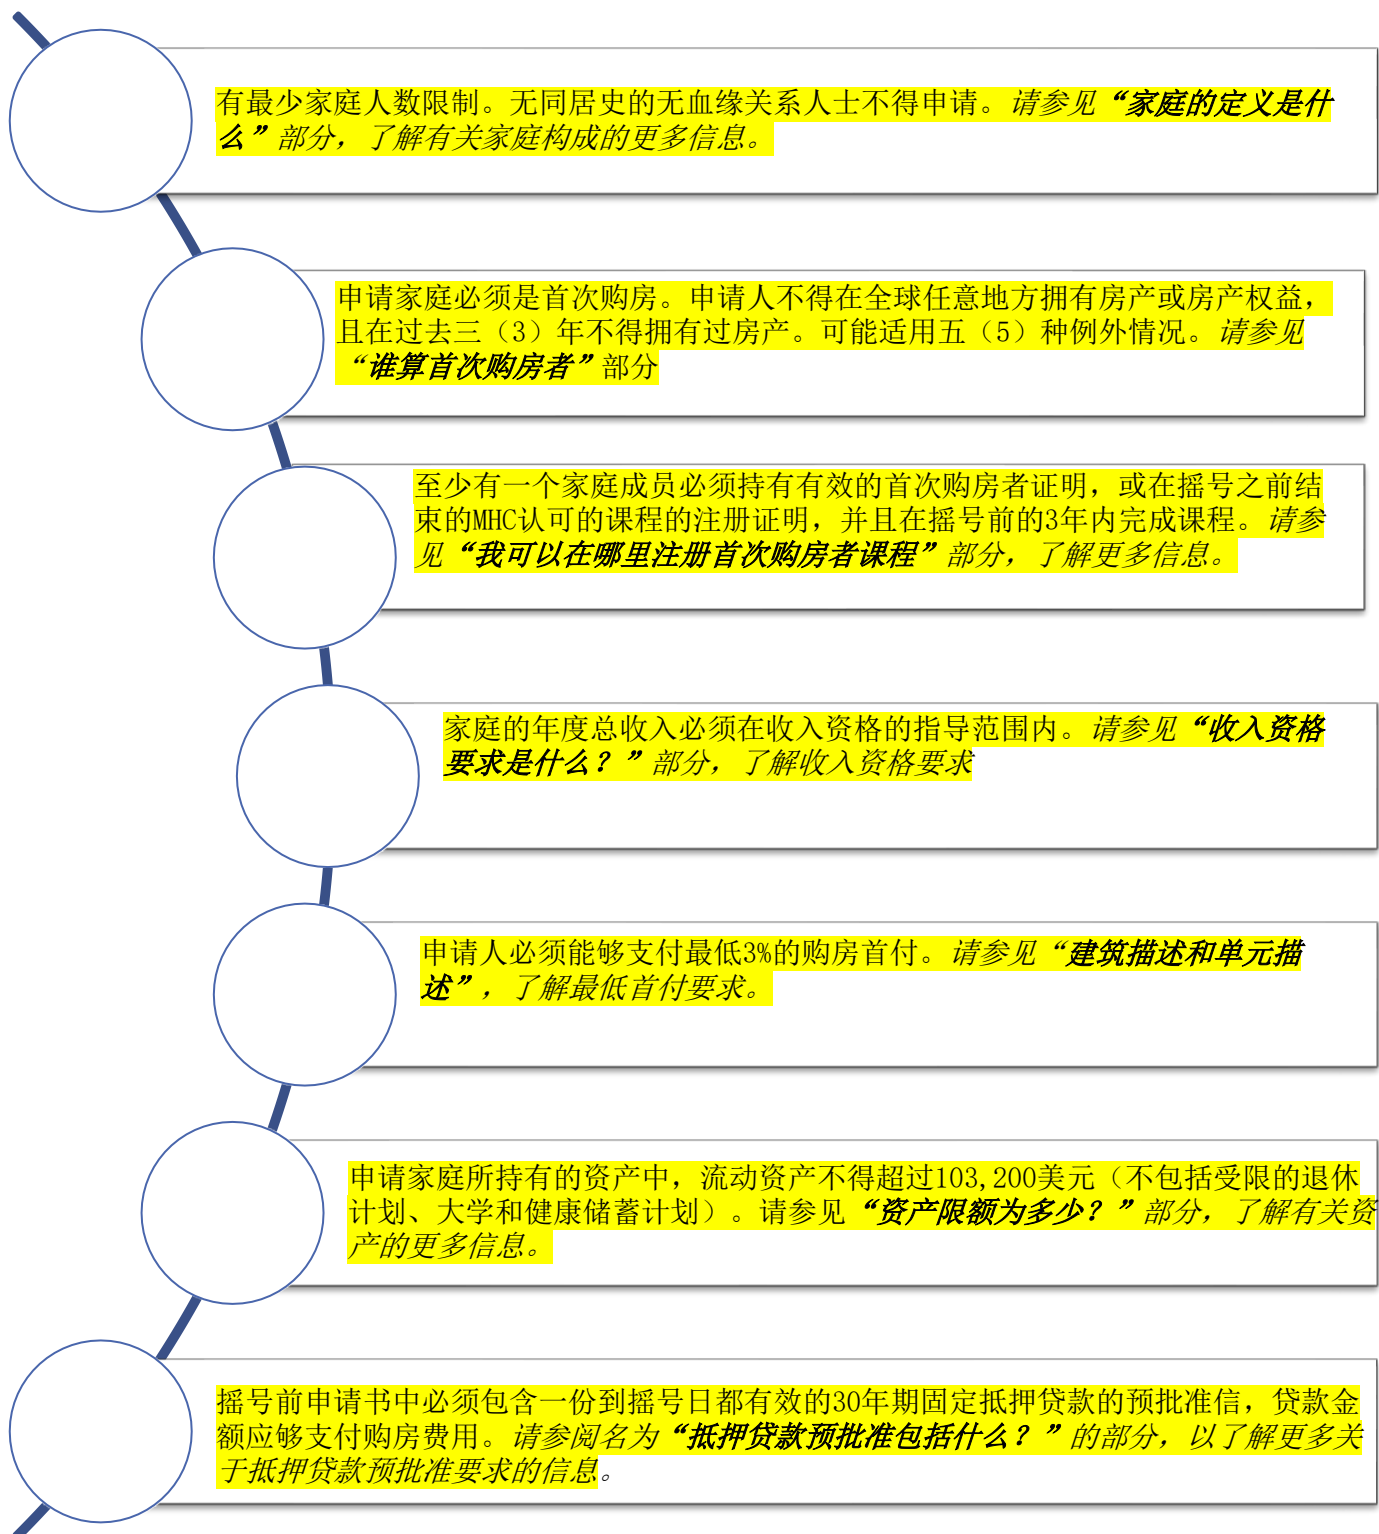 有最少家庭人数限制。无同居史的无血缘关系人士不得申请。请参见“家庭的定义是什
么”部分，了解有关家庭构成的更多信息。
申请家庭必须是首次购房。申请人不得在全球任意地方拥有房产或房产权益，
且在过去三（3）年不得拥有过房产。可能适用五（5）种例外情况。请参见
“谁算首次购房者”部分
至少有一个家庭成员必须持有有效的首次购房者证明，或在摇号之前结
束的MHC认可的课程的注册证明，并且在摇号前的3年内完成课程。请参
见“我可以在哪里注册首次购房者课程”部分，了解更多信息。
家庭的年度总收入必须在收入资格的指导范围内。请参见“收入资格
要求是什么？”部分，了解收入资格要求
申请人必须能够支付最低3%的购房首付。请参见“建筑描述和单元描
述”，了解最低首付要求。
申请家庭所持有的资产中，流动资产不得超过103,200美元（不包括受限的退休
计划、大学和健康储蓄计划）。请参见“资产限额为多少？”部分，了解有关资
产的更多信息。
摇号前申请书中必须包含一份到摇号日都有效的30年期固定抵押贷款的预批准信，贷款金
额应够支付购房费用。请参阅名为“抵押贷款预批准包括什么？”的部分，以了解更多关
于抵押贷款预批准要求的信息。